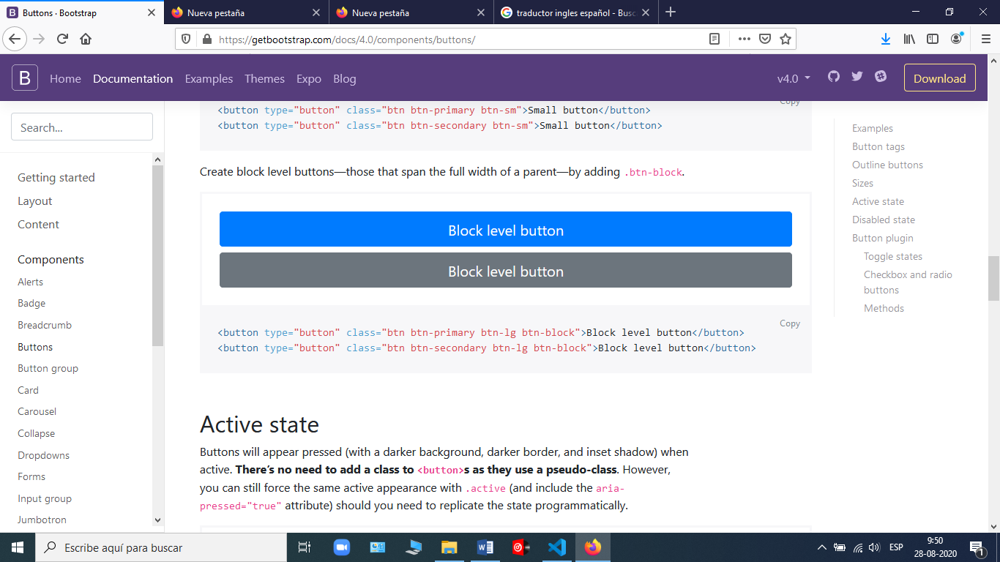 Buttons · Bootstrap
Nueva pestaña
Nueva pestaña
traductor ingles español - Busc
https://getbootstrap.com/docs/4.0/components/buttons/
B Home Documentation Examples Themes Expo Blog v4.0 Download
Search...
Getting started
Layout
Content
Components
Alerts
Badge
Breadcrumb
Buttons
Button group
Card
Carousel
Collapse
Dropdowns
Forms
Input group
Jumbotron
Copy
<button type="button" class="btn btn-primary btn-sm">Small button</button>
<button type="button" class="btn btn-secondary btn-sm">Small button</button>
Create block level buttons—those that span the full width of a parent—by adding .btn-block.
Block level button
Block level button
Copy
<button type="button" class="btn btn-primary btn-lg btn-block">Block level button</button>
<button type="button" class="btn btn-secondary btn-lg btn-block">Block level button</button>
Active state
Buttons will appear pressed (with a darker background, darker border, and inset shadow) when
active. There’s no need to add a class to <button>s as they use a pseudo-class. However,
you can still force the same active appearance with .active (and include the aria-
pressed="true" attribute) should you need to replicate the state programmatically.
Examples
Button tags
Outline buttons
Sizes
Active state
Disabled state
Button plugin
Toggle states
Checkbox and radio
buttons
Methods
Escribe aquí para buscar
ESP
9:50
28-08-2020
1